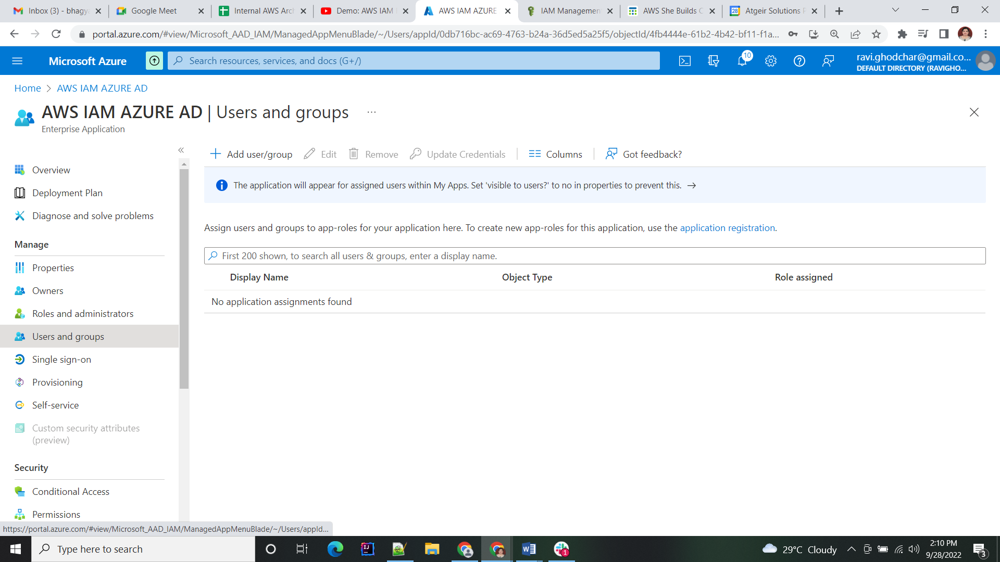 Inbox (3) - bhagya
Google Meet
Internal AWS Arch
Demo: AWS IAM
AWS IAM AZURE
IAM Management
AWS She Builds C
28
Atgeir Solutions
portal.azure.com/#view/Microsoft_AAD_IAM/ManagedAppMenuBlade/~/Users/appId/0db716bc-ac69-4763-b24a-36d5ed5a25f5/objectId/4fb4444e-61b2-4b42-bf11-f1a...
Microsoft Azure
Search resources, services, and docs (G+/)
10
ravi.ghodchar@gmail.co...
DEFAULT DIRECTORY (RAVIGHO...
Home > AWS IAM AZURE AD
AWS IAM AZURE AD | Users and groups ...
Enterprise Application
Overview
Deployment Plan
Diagnose and solve problems
Manage
Properties
Owners
Roles and administrators
Users and groups
Single sign-on
Provisioning
Self-service
Custom security attributes
(preview)
Security
Conditional Access
Permissions
Add user/group
Edit
Remove
Update Credentials
Columns
Got feedback?
The application will appear for assigned users within My Apps. Set 'visible to users?' to no in properties to prevent this. →
Assign users and groups to app-roles for your application here. To create new app-roles for this application, use the application registration.
First 200 shown, to search all users & groups, enter a display name.
Display Name
Object Type
Role assigned
No application assignments found
https://portal.azure.com/#view/Microsoft_AAD_IAM/ManagedAppMenuBlade/~/Users/appId...
Type here to search
1
29°C Cloudy
2:10 PM
9/28/2022
3